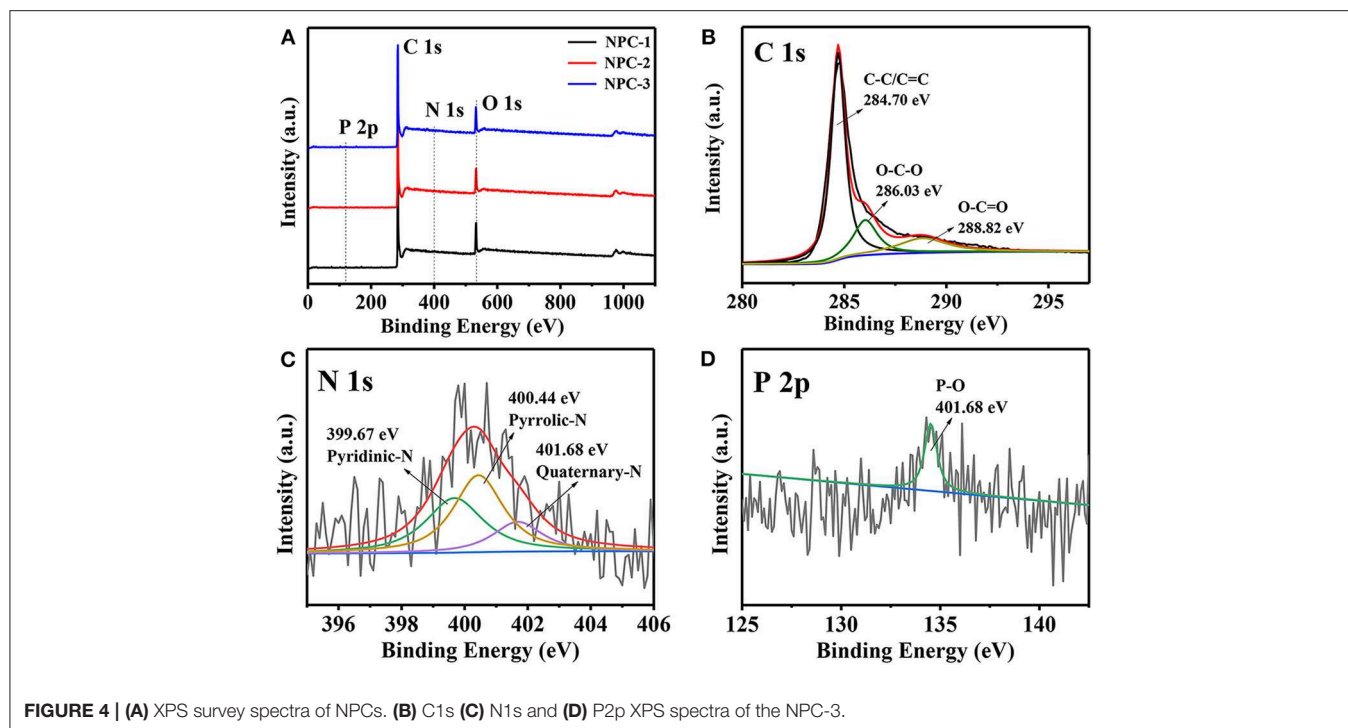 A
C 1s
NPC-1
NPC-2
NPC-3
N 1s
O 1s
P 2p
Intensity (a.u.)
0 200 400 600 800 1000
Binding Energy (eV)
B
C 1s
C-C/C=C
284.70 eV
O-C-O
286.03 eV
O-C=O
288.82 eV
Intensity (a.u.)
280 285 290 295
Binding Energy (eV)
C
N 1s
400.44 eV
Pyrrolic-N
399.67 eV
Pyridinic-N
401.68 eV
Quaternary-N
Intensity (a.u.)
396 398 400 402 404 406
Binding Energy (eV)
D
P 2p
P-O
401.68 eV
Intensity (a.u.)
125 130 135 140
Binding Energy (eV)
FIGURE 4 | (A) XPS survey spectra of NPCs. (B) C1s (C) N1s and (D) P2p XPS spectra of the NPC-3.